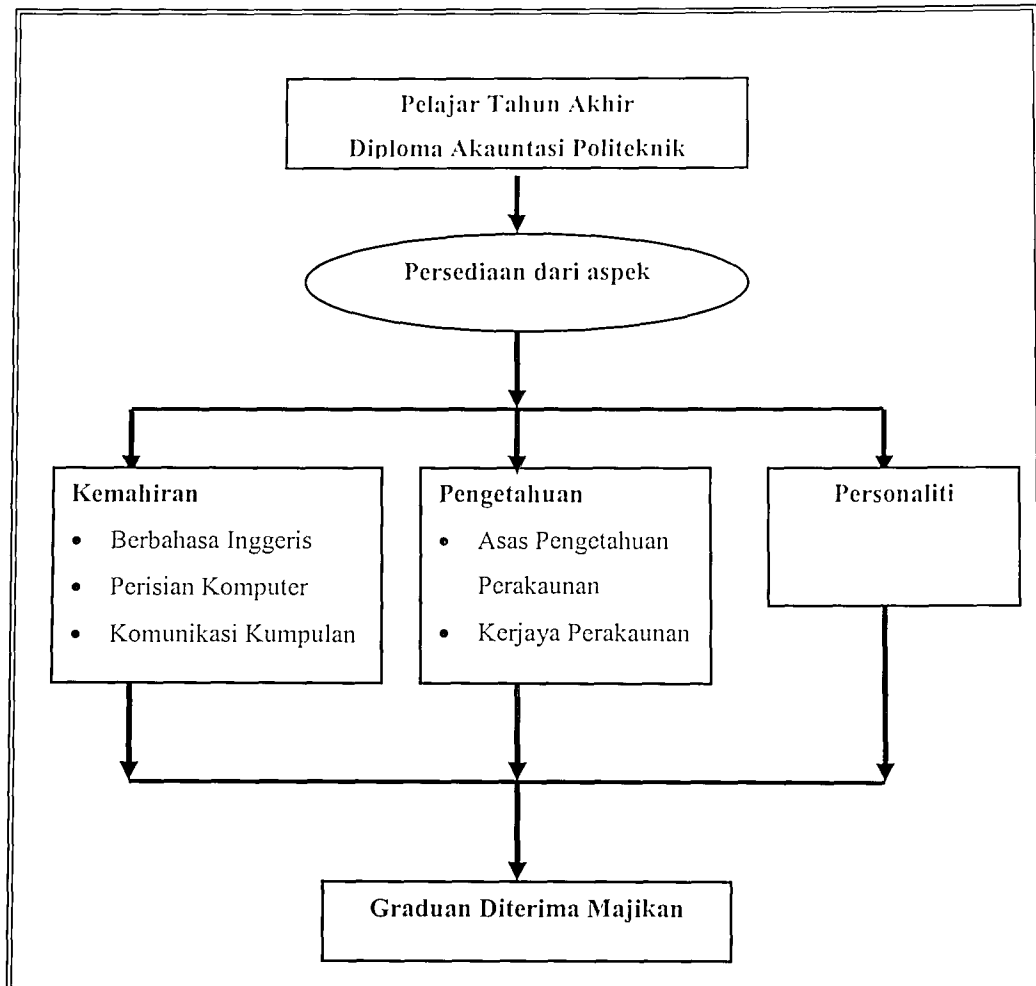 Pelajar Tahun Akhir
Diploma Akauntasi Politeknik
Persediaan dari aspek
Kemahiran
• Berbahasa Inggeris
• Perisian Komputer
• Komunikasi Kumpulan
Pengetahuan
• Asas Pengetahuan
Perakaunan
• Kerjaya Perakaunan
Personaliti
Graduan Diterima Majikan